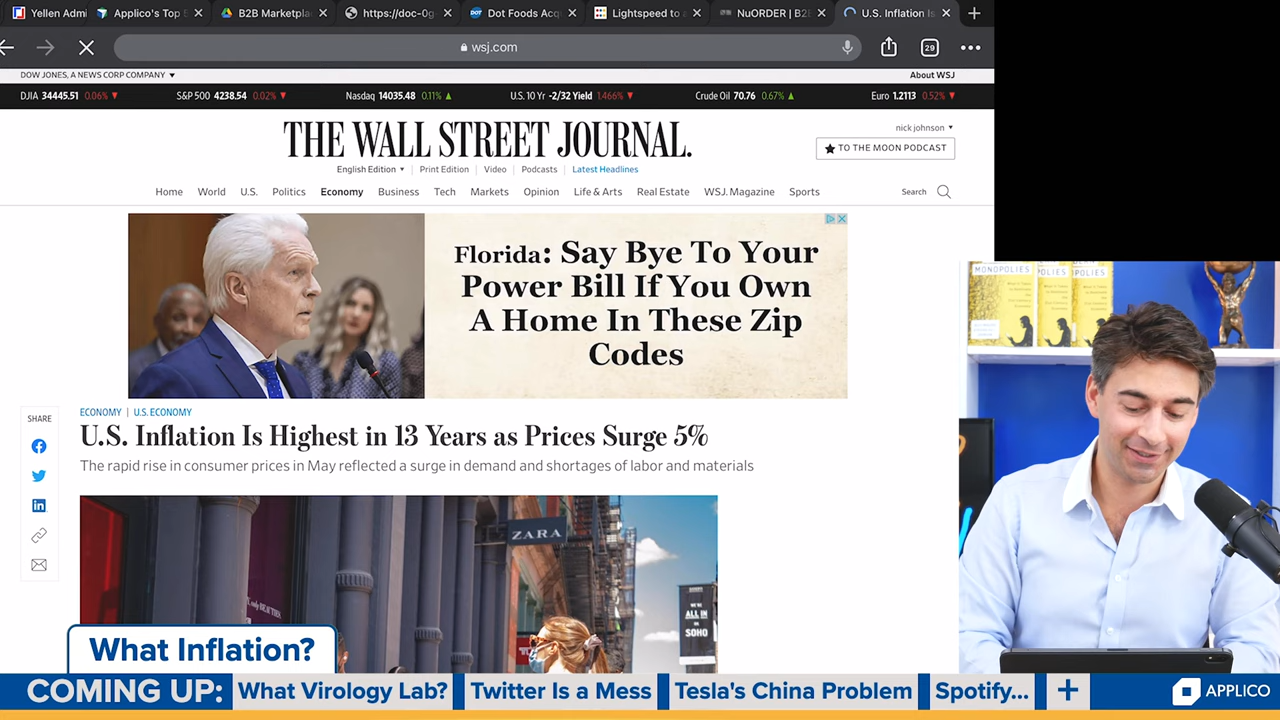 Yellen Admi
Applico's Top 5
B2B Marketpla
https://doc-0g
DOT
Dot Foods Acq
Lightspeed to a
NuORDER | B2B
U.S. Inflation Is
wsj.com
29
DOW JONES, A NEWS CORP COMPANY
About WSJ
DJIA 34445.51 0.06% S&P 500 4238.54 0.02% Nasdaq 14035.48 0.11% U.S. 10 Yr -2/32 Yield 1.466% Crude Oil 70.76 0.67% Euro 1.2113 0.52%
THE WALL STREET JOURNAL.
nick johnson
TO THE MOON PODCAST
English Edition | Print Edition | Video | Podcasts | Latest Headlines
Home World U.S. Politics Economy Business Tech Markets Opinion Life & Arts Real Estate WSJ. Magazine Sports
Search
Florida: Say Bye To Your
Power Bill If You Own
A Home In These Zip
Codes
SHARE
ECONOMY | U.S. ECONOMY
U.S. Inflation Is Highest in 13 Years as Prices Surge 5%
The rapid rise in consumer prices in May reflected a surge in demand and shortages of labor and materials
ZARA
ALL IN
SOHO
MONOPOLIES
POLIES
POLIES
What Inflation?
COMING UP: What Virology Lab? Twitter Is a Mess Tesla's China Problem Spotify... +
APPLICO